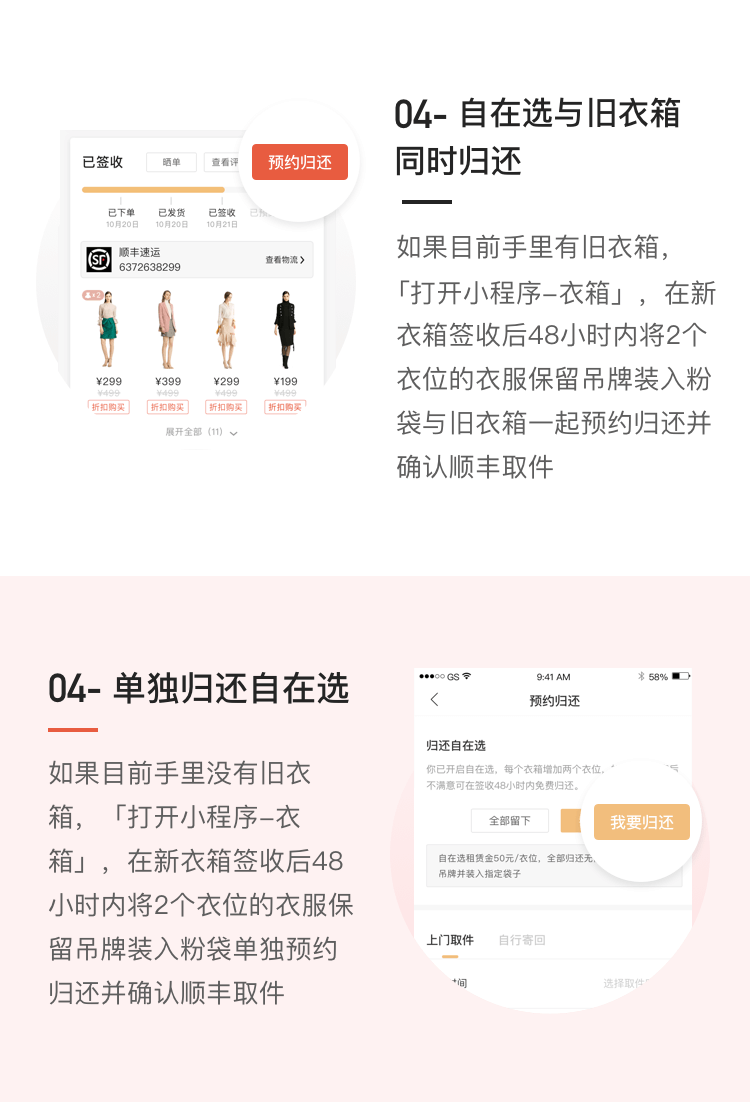 04- 自在选与旧衣箱
同时归还
如果目前手里有旧衣箱，
「打开小程序–衣箱」，在新
衣箱签收后48小时内将2个
衣位的衣服保留吊牌装入粉
袋与旧衣箱一起预约归还并
确认顺丰取件
已签收 晒单 查看评 预约归还
已下单 已发货 已签收 已预
10月20日 10月20日 10月21日
SF 顺丰速运
6372638299
查看物流
¥299 ¥399 ¥299 ¥199
¥499 ¥499 ¥499 ¥499
折扣购买 折扣购买 折扣购买 折扣购买
展开全部（11）
04- 单独归还自在选
如果目前手里没有旧衣
箱，「打开小程序–衣
箱」，在新衣箱签收后48
小时内将2个衣位的衣服保
留吊牌装入粉袋单独预约
归还并确认顺丰取件
GS 9:41 AM 58%
预约归还
归还自在选
你已开启自在选，每个衣箱增加两个衣位，
不满意可在签收48小时内免费归还。
全部留下 我要归还
自在选租赁金50元/衣位，全部归还无
吊牌并装入指定袋子
上门取件 自行寄回
时间 选择取件